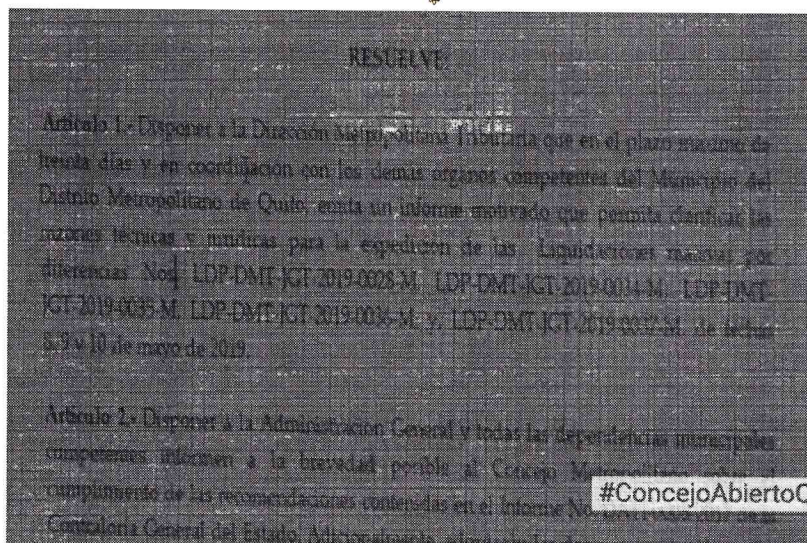 RESUELVE:
Artículo 1.- Disponer a la Dirección Metropolitana Tributaria que en el plazo máximo de
treinta días y en coordinación con los demás órganos competentes del Municipio del
Distrito Metropolitano de Quito, emita un informe motivado que permita clarificar las
razones técnicas y jurídicas para la expedición de las Liquidaciones por
diferencias Nos. LDP-DMT-JGT-2019-0028-M, LDP-DMT-JGT-2019-0034-M, LDP-DMT-
JGT-2019-0035-M, LDP-DMT-JGT-2019-0036-M, y, LDP-DMT-JGT-2019-0037-M, de fechas
8, 9 y 10 de mayo de 2019.
Artículo 2.- Disponer a la Administración General y todas las dependencias municipales
competentes informen a la brevedad posible al Concejo Metropolitano sobre el
cumplimiento de las recomendaciones contenidas en el Informe No.
#ConcejoAbierto
Contraloría General del Estado. Adicionalmente,